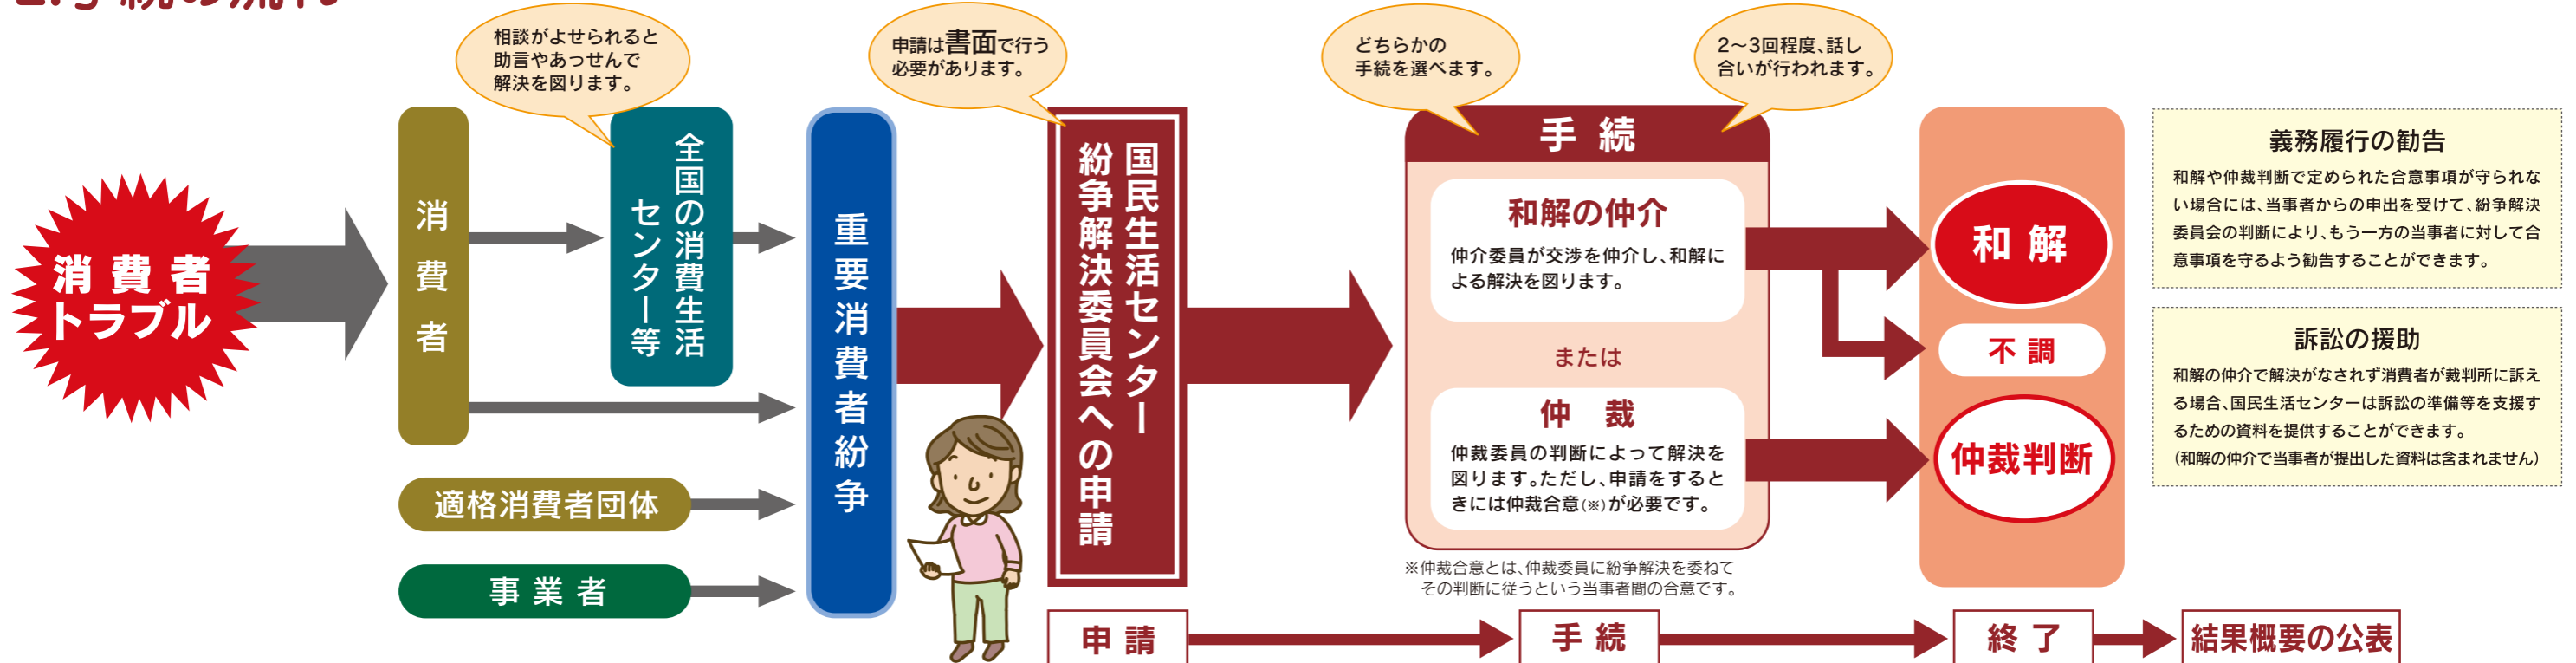 2.手続の流れ
相談がよせられると
助言やあっせんで
解決を図ります。
申請は書面で行う
必要があります。
どちらかの
手続を選べます。
2〜3回程度、話し
合いが行われます。
消費者
トラブル
消費者
全国の消費生活
センター等
適格消費者団体
事業者
重要消費者紛争
国民生活センター
紛争解決委員会への申請
手続
和解の仲介
仲介委員が交渉を仲介し、和解に
よる解決を図ります。
または
仲裁
仲裁委員の判断によって解決を
図ります。ただし、申請をすると
きには仲裁合意(※)が必要です。
※仲裁合意とは、仲裁委員に紛争解決を委ねて
その判断に従うという当事者間の合意です。
和解
不調
仲裁判断
義務履行の勧告
和解や仲裁判断で定められた合意事項が守られな
い場合には、当事者からの申出を受けて、紛争解決
委員会の判断により、もう一方の当事者に対して合
意事項を守るよう勧告することができます。
訴訟の援助
和解の仲介で解決がなされず消費者が裁判所に訴え
る場合、国民生活センターは訴訟の準備等を支援す
るための資料を提供することができます。
(和解の仲介で当事者が提出した資料は含まれません)
申請
手続
終了
結果概要の公表